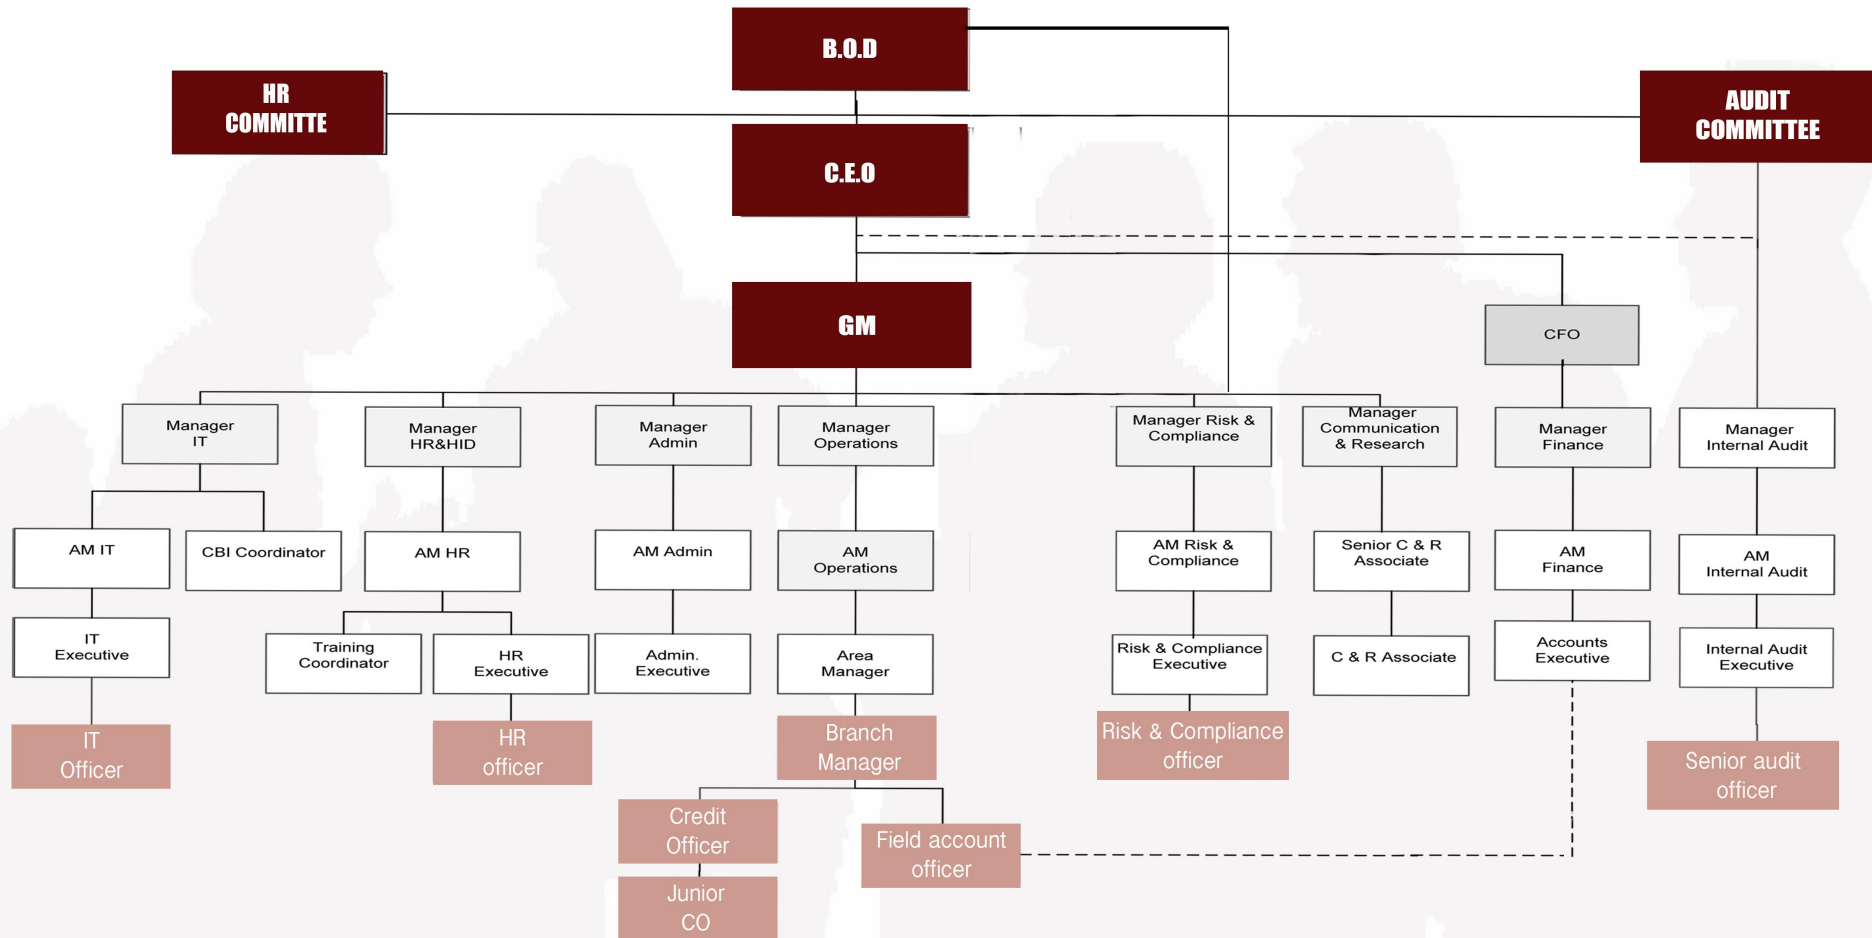 B.O.D
HR
COMMITTE
AUDIT
COMMITTEE
C.E.O
GM
CFO
Manager
IT
Manager
HR&HID
Manager
Admin
Manager
Operations
Manager Risk &
Compliance
Manager
Communication
& Research
Manager
Finance
Manager
Internal Audit
AM IT
CBI Coordinator
AM HR
AM Admin
AM
Operations
AM Risk &
Compliance
Senior C & R
Associate
AM
Finance
AM
Internal Audit
IT
Executive
Training
Coordinator
HR
Executive
Admin.
Executive
Area
Manager
Risk & Compliance
Executive
C & R Associate
Accounts
Executive
Internal Audit
Executive
IT
Officer
HR
officer
Branch
Manager
Risk & Compliance
officer
Senior audit
officer
Credit
Officer
Field account
officer
Junior
CO